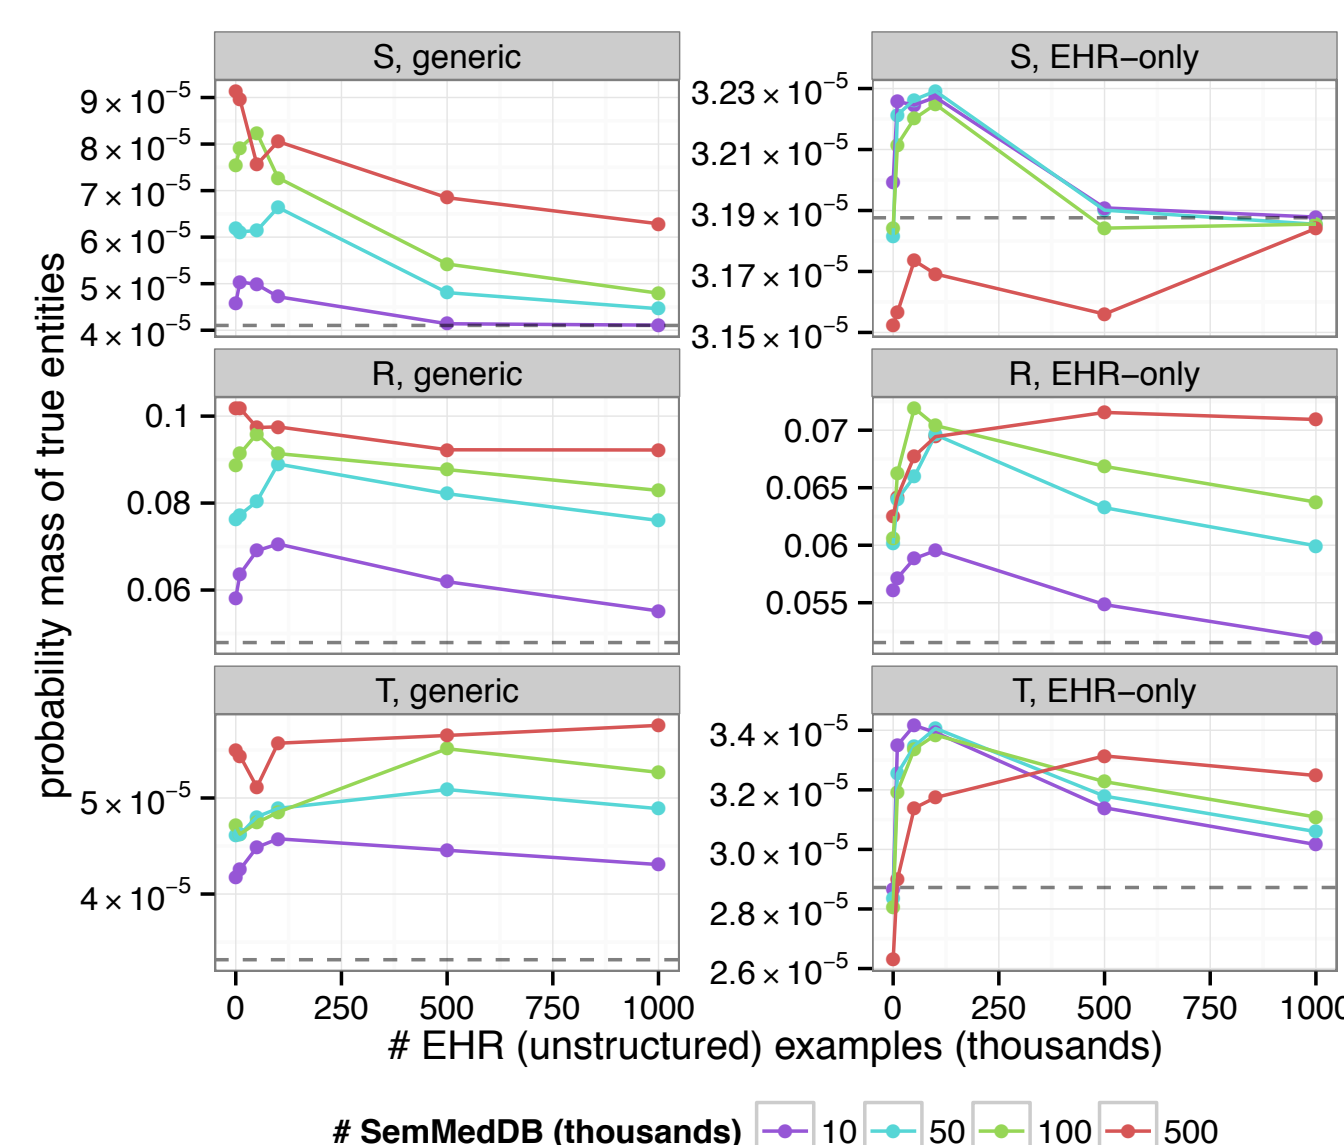 S, generic
S, EHR−only
9 × 10−5
8 × 10−5
7 × 10−5
6 × 10−5
5 × 10−5
4 × 10−5
3.23 × 10−5
3.21 × 10−5
3.19 × 10−5
3.17 × 10−5
3.15 × 10−5
R, generic
R, EHR−only
0.1
0.08
0.06
0.07
0.065
0.06
0.055
T, generic
T, EHR−only
5 × 10−5
4 × 10−5
3.4 × 10−5
3.2 × 10−5
3.0 × 10−5
2.8 × 10−5
2.6 × 10−5
probability mass of true entities
0 250 500 750 1000
0 250 500 750 1000
# EHR (unstructured) examples (thousands)
# SemMedDB (thousands) 10 50 100 500